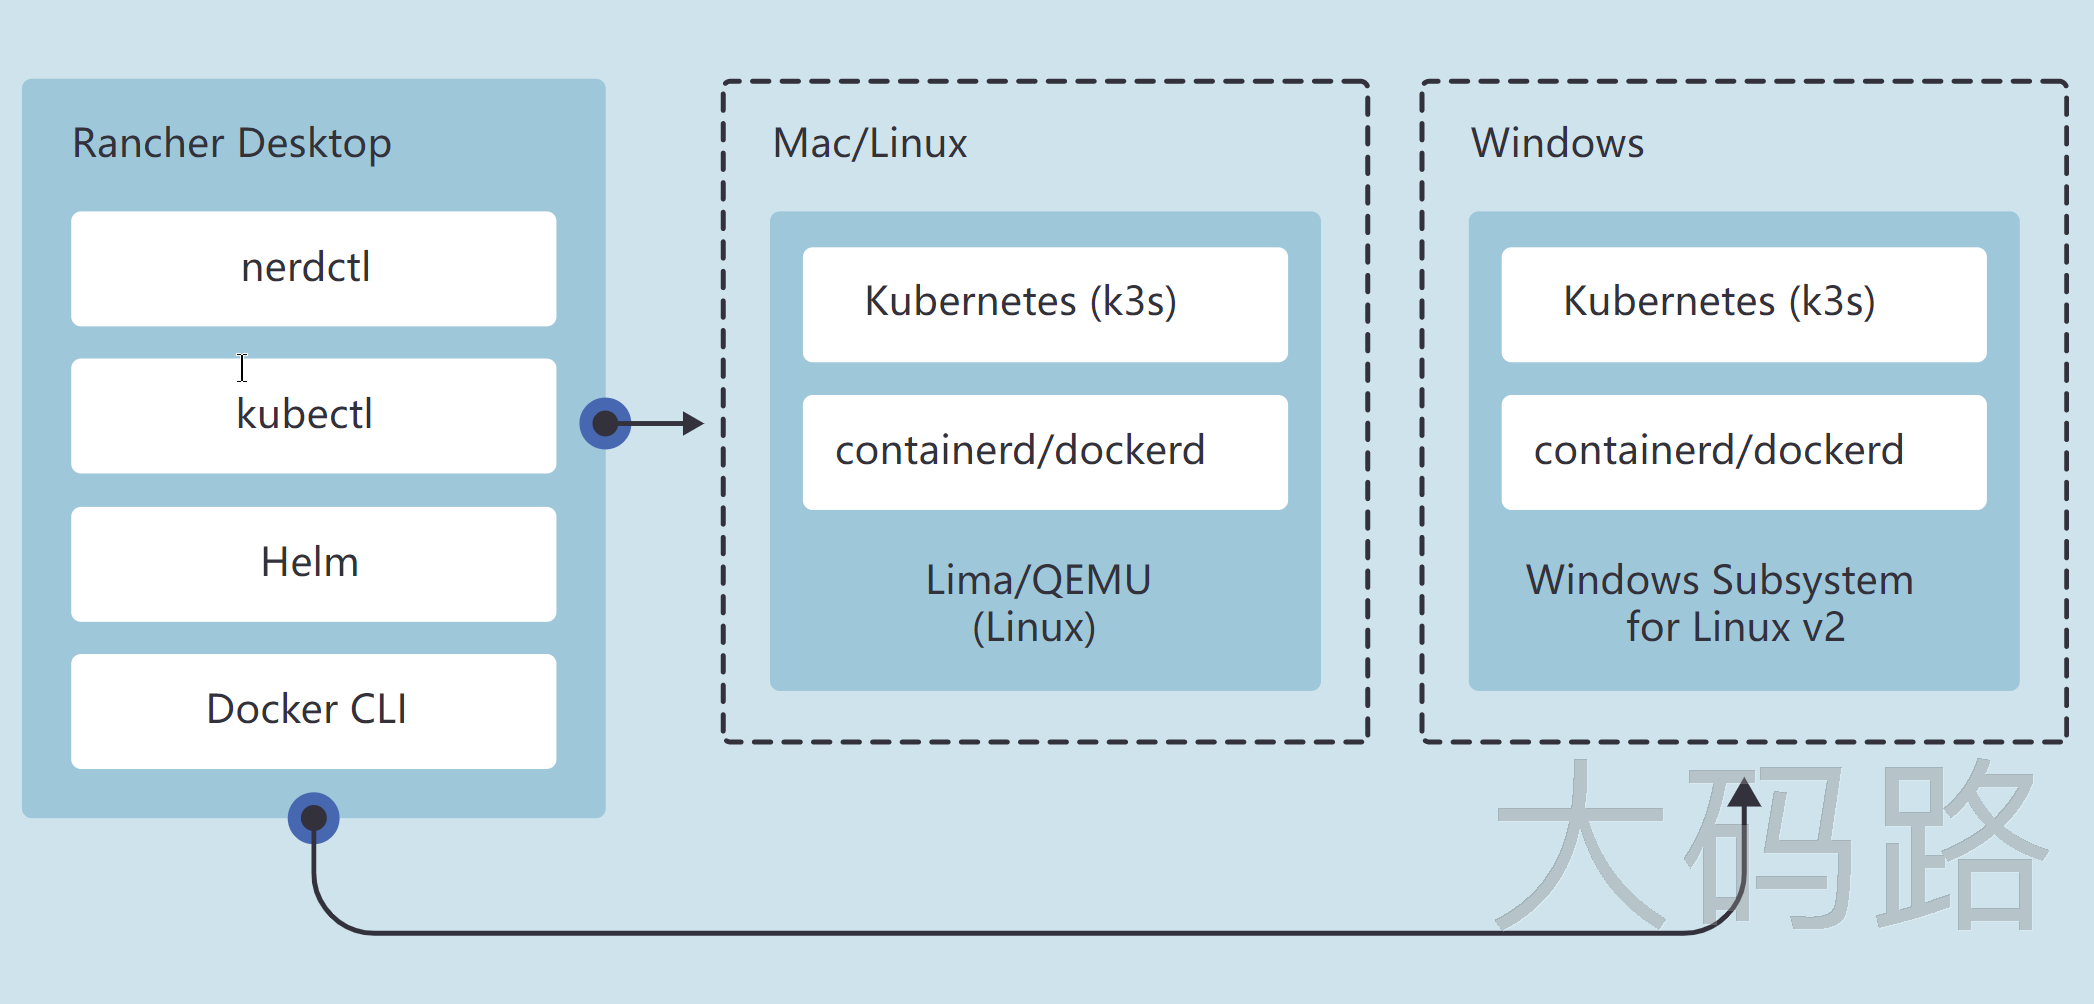 Rancher Desktop
nerdctl
kubectl
Helm
Docker CLI
Mac/Linux
Kubernetes (k3s)
containerd/dockerd
Lima/QEMU
(Linux)
Windows
Kubernetes (k3s)
containerd/dockerd
Windows Subsystem
for Linux v2
大码路